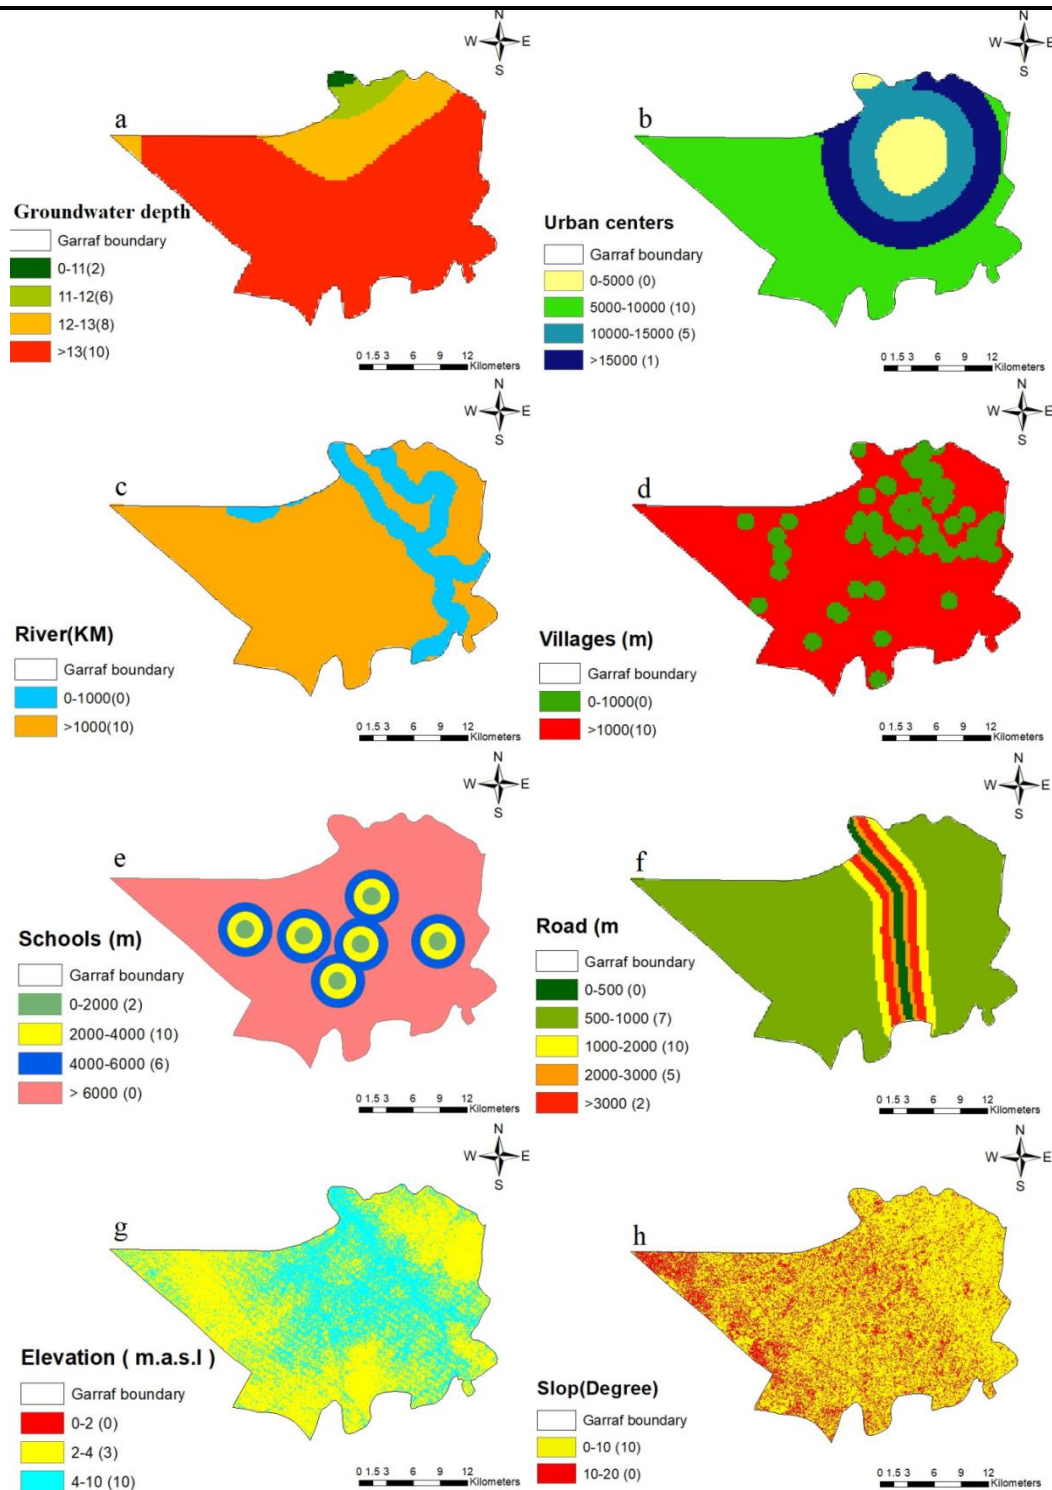 N
W E
S
a
Groundwater depth
Garraf boundary
0-11(2)
11-12(6)
12-13(8)
>13(10)
0 1.5 3 6 9 12
Kilometers
N
W E
S
b
Urban centers
Garraf boundary
0-5000 (0)
5000-10000 (10)
10000-15000 (5)
>15000 (1)
0 1.5 3 6 9 12
Kilometers
N
W E
S
c
River(KM)
Garraf boundary
0-1000(0)
>1000(10)
0 1.5 3 6 9 12
Kilometers
N
W E
S
d
Villages (m)
Garraf boundary
0-1000(0)
>1000(10)
0 1.5 3 6 9 12
Kilometers
N
W E
S
e
Schools (m)
Garraf boundary
0-2000 (2)
2000-4000 (10)
4000-6000 (6)
> 6000 (0)
0 1.5 3 6 9 12
Kilometers
N
W E
S
f
Road (m
Garraf boundary
0-500 (0)
500-1000 (7)
1000-2000 (10)
2000-3000 (5)
>3000 (2)
0 1.5 3 6 9 12
Kilometers
N
W E
S
g
Elevation ( m.a.s.l )
Garraf boundary
0-2 (0)
2-4 (3)
4-10 (10)
0 1.5 3 6 9 12
Kilometers
N
W E
S
h
Slop(Degree)
Garraf boundary
0-10 (10)
10-20 (0)
0 1.5 3 6 9 12
Kilometers